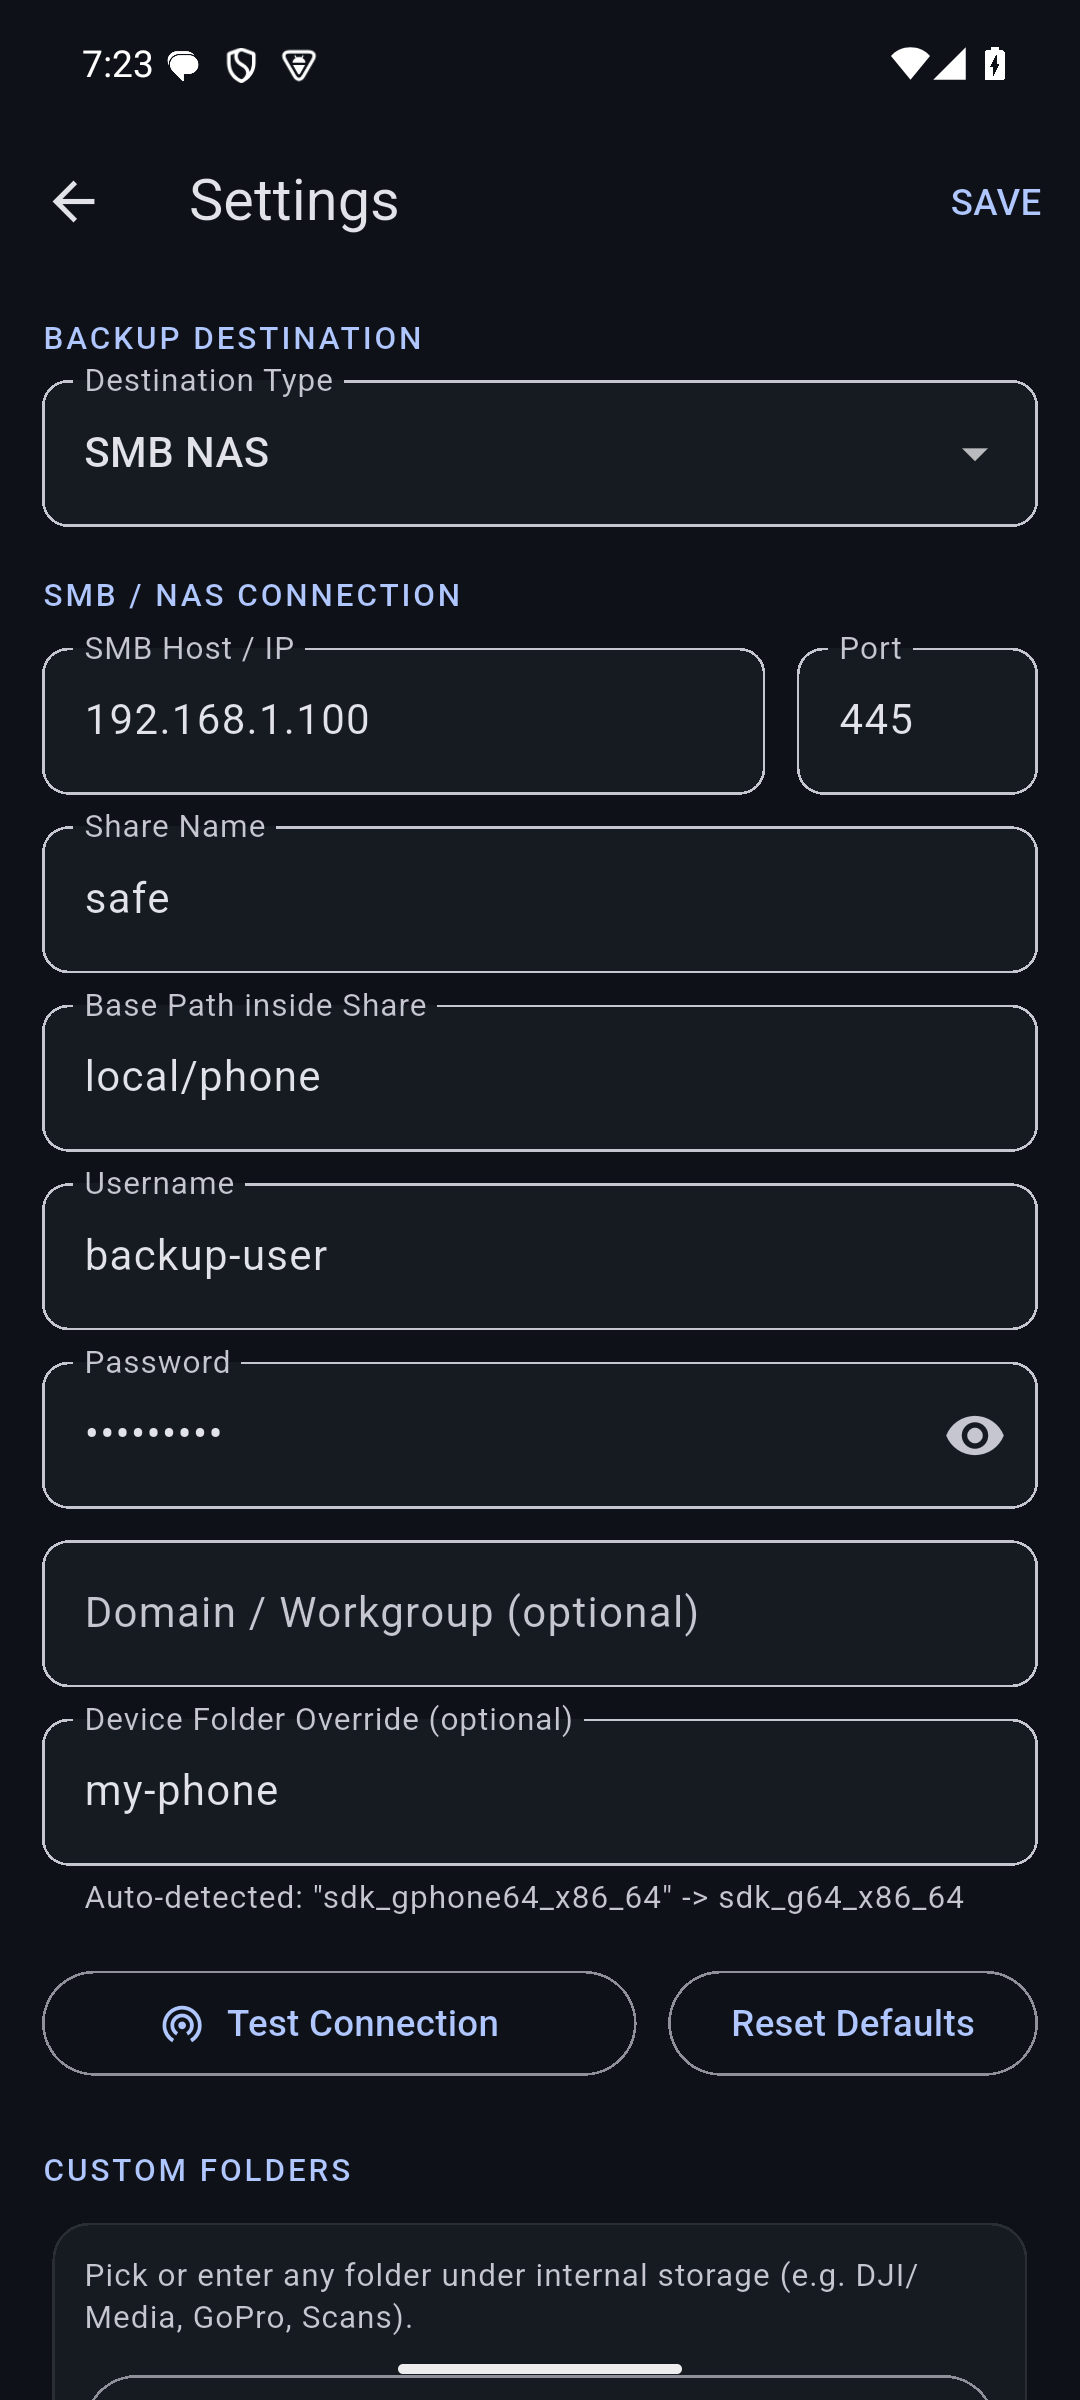 7:23
Settings
SAVE
BACKUP DESTINATION
Destination Type
SMB NAS
SMB / NAS CONNECTION
SMB Host / IP
Port
192.168.1.100
445
Share Name
safe
Base Path inside Share
local/phone
Username
backup-user
Password
•••••••••
Domain / Workgroup (optional)
Device Folder Override (optional)
my-phone
Auto-detected: "sdk_gphone64_x86_64" -> sdk_g64_x86_64
Test Connection
Reset Defaults
CUSTOM FOLDERS
Pick or enter any folder under internal storage (e.g. DJI/
Media, GoPro, Scans).